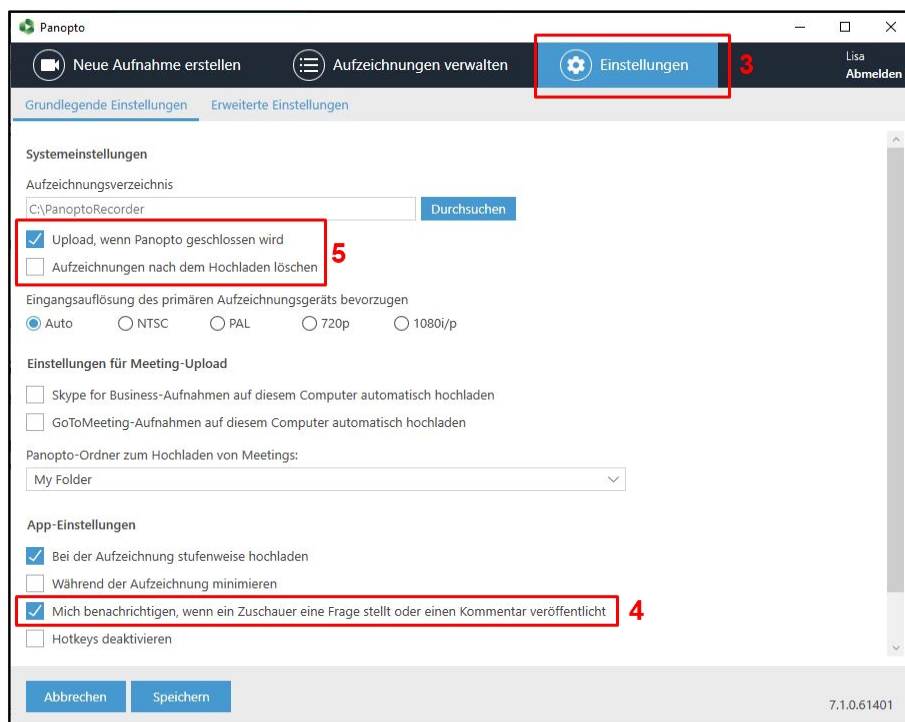 Panopto
Neue Aufnahme erstellen
Aufzeichnungen verwalten
Einstellungen
3
Lisa
Abmelden
Grundlegende Einstellungen
Erweiterte Einstellungen
Systemeinstellungen
Aufzeichnungsverzeichnis
C:\PanoptoRecorder
Durchsuchen
Upload, wenn Panopto geschlossen wird
5
Aufzeichnungen nach dem Hochladen löschen
Eingangsauflösung des primären Aufzeichnungsgeräts bevorzugen
Auto NTSC PAL 720p 1080i/p
Einstellungen für Meeting-Upload
Skype for Business-Aufnahmen auf diesem Computer automatisch hochladen
GoToMeeting-Aufnahmen auf diesem Computer automatisch hochladen
Panopto-Ordner zum Hochladen von Meetings:
My Folder
App-Einstellungen
Bei der Aufzeichnung stufenweise hochladen
Während der Aufzeichnung minimieren
Mich benachrichtigen, wenn ein Zuschauer eine Frage stellt oder einen Kommentar veröffentlicht
4
Hotkeys deaktivieren
Abbrechen
Speichern
7.1.0.61401